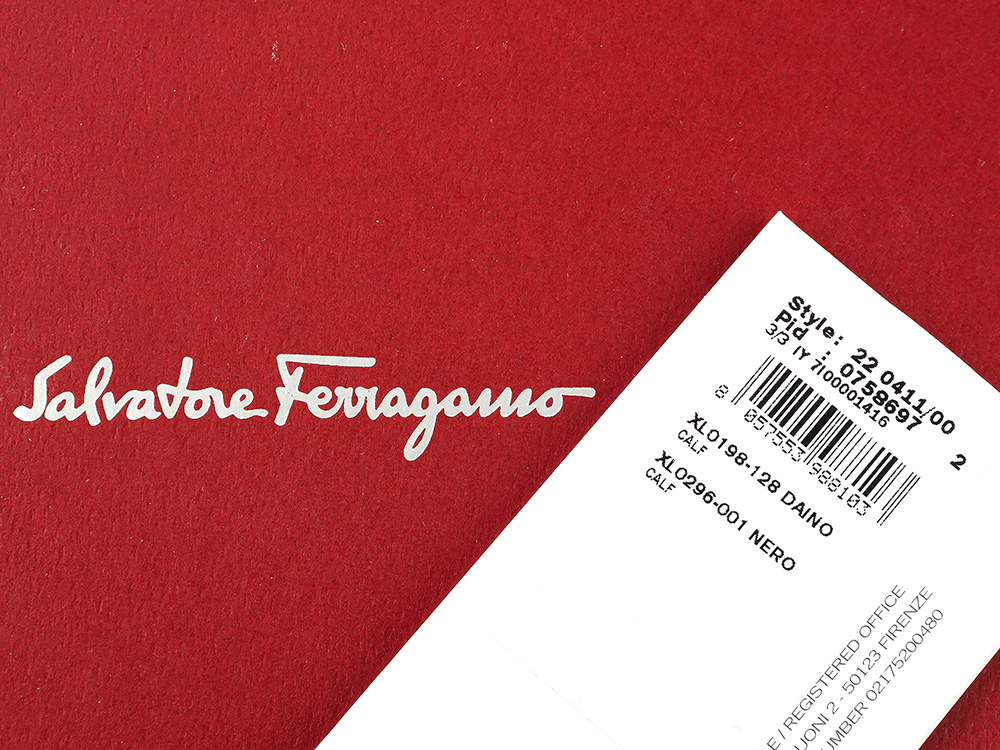 Salvatore Ferragamo
Style: 22 0411/00 2
Pid : 0758697
3/3 IY 7I00001416
8 057553 988103
XL0198-128 DAINO
CALF
XL0296-001 NERO
CALF
E / REGISTERED OFFICE
UONI 2 - 50123 FIRENZE
UMBER 02175200480